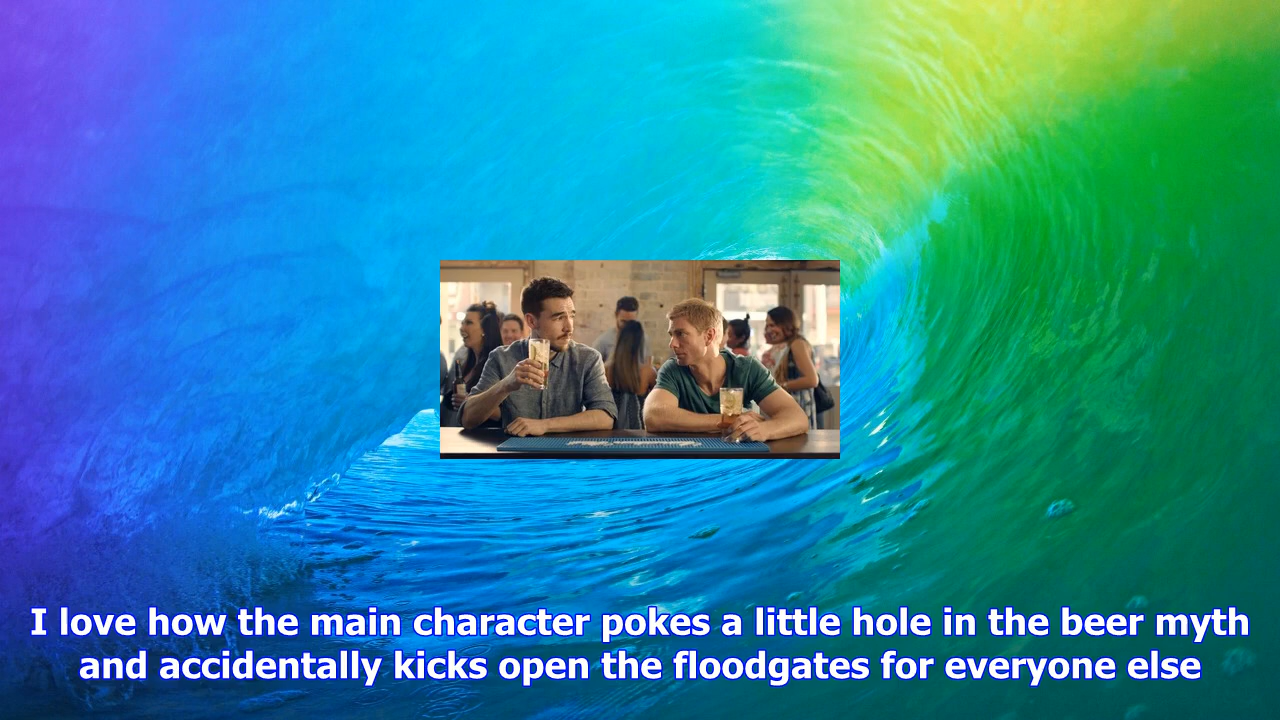 I love how the main character pokes a little hole in the beer myth
and accidentally kicks open the floodgates for everyone else